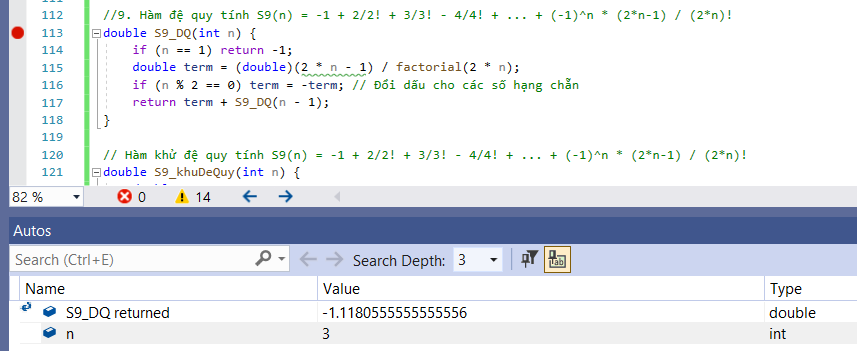 112
//9. Hàm đệ quy tính S9(n) = -1 + 2/2! + 3/3! - 4/4! + ... + (-1)^n * (2*n-1) / (2*n)!
113 double S9_DQ(int n) {
114 if (n == 1) return -1;
115 double term = (double)(2 * n - 1) / factorial(2 * n);
116 if (n % 2 == 0) term = -term; // Đổi dấu cho các số hạng chẵn
117 return term + S9_DQ(n - 1);
118 }
119
120 // Hàm khử đệ quy tính S9(n) = -1 + 2/2! + 3/3! - 4/4! + ... + (-1)^n * (2*n-1) / (2*n)!
121 double S9_khuDeQuy(int n) {
82 % 0 14
Autos
Search (Ctrl+E) Search Depth: 3
Name Value Type
S9_DQ returned -1.1180555555555556 double
n 3 int